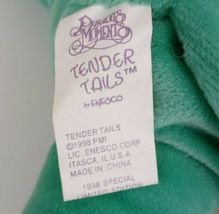 Precious
MOMENTS
TENDER
TAILS™
by ENESCO
TENDER TAILS
©1998 PMI
LIC. ENESCO CORP
ITASCA, IL U.S.A.
MADE IN CHINA
1998 SPECIAL
LIMITED EDITION